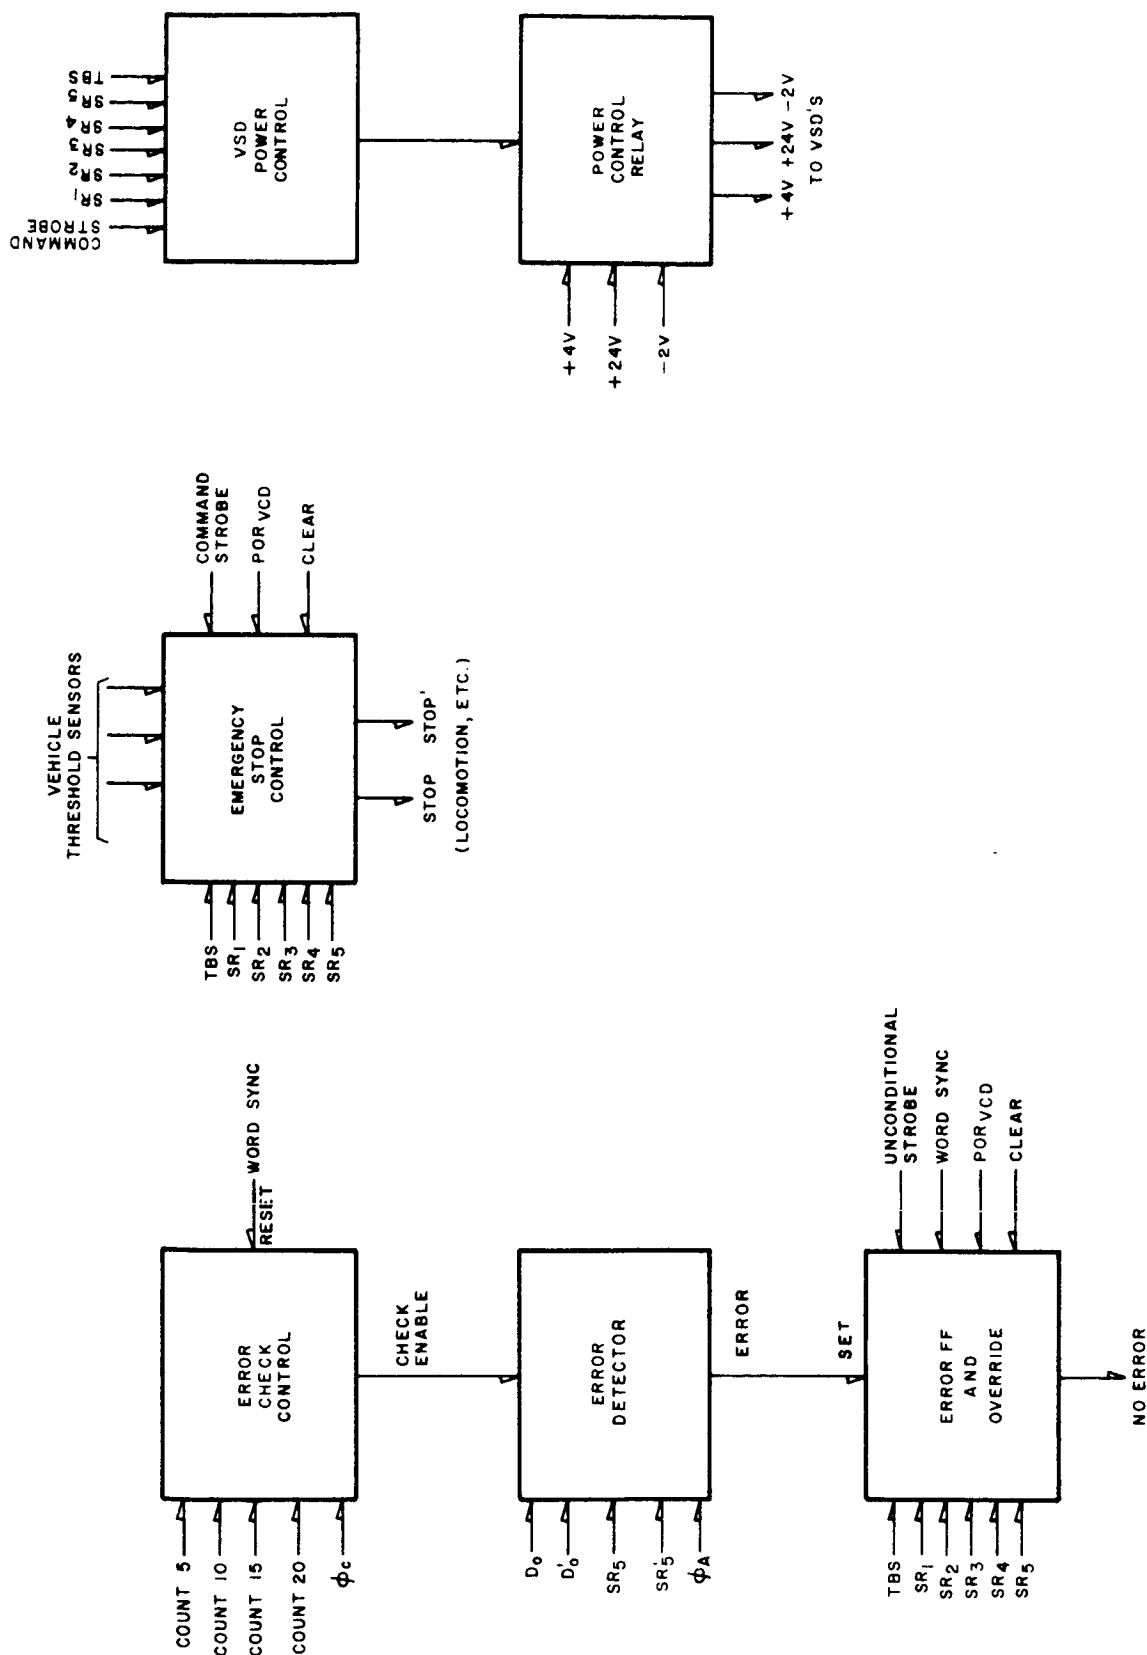 COUNT 5
COUNT 10
COUNT 15
COUNT 20
ϕC
ERROR
CHECK
CONTROL
RESET
WORD SYNC
CHECK
ENABLE
D₀
D₀'
SR₅
SR₅'
ϕA
ERROR
DETECTOR
ERROR
SET
TBS
SR₁
SR₂
SR₃
SR₄
SR₅
ERROR FF
AND
OVERRIDE
UNCONDITIONAL
STROBE
WORD SYNC
POR VCD
CLEAR
NO ERROR
VEHICLE
THRESHOLD SENSORS
TBS
SR₁
SR₂
SR₃
SR₄
SR₅
EMERGENCY
STOP
CONTROL
COMMAND
STROBE
POR VCD
CLEAR
STOP STOP'
(LOCOMOTION, ETC.)
COMMAND
STROBE
SR₁
SR₂
SR₃
SR₄
SR₅
TBS
VSD
POWER
CONTROL
+4V
+24V
-2V
POWER
CONTROL
RELAY
+4V +24V -2V
TO VSD'S